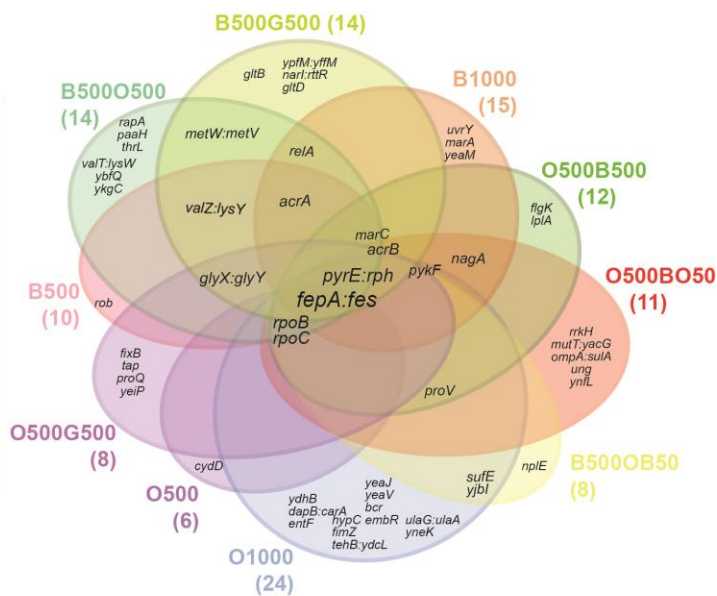 B500G500 (14)
gltB
ypfM:yffM
narI:rttR
gltD
B500O500
(14)
rapA
paaH
thrL
valT:lysW
ybfQ
ykgC
metW:metV
relA
B1000
(15)
uvrY
marA
yeaM
O500B500
(12)
flgK
lplA
valZ:lysY
acrA
marC
acrB
glyX:glyY
pyrE:rph
pykF
nagA
fepA:fes
O500BO50
(11)
B500
(10)
rob
rpoB
rpoC
rrkH
mutT:yacG
ompA:sulA
ung
ynfL
fixB
tap
proQ
yeiP
proV
O500G500
(8)
cydD
sufE
yjbI
nplE
B500OB50
(8)
O500
(6)
ydhB
dapB:carA
entF
yeaJ
yeaV
bcr
hypC
embR
fimZ
tehB:ydcL
ulaG:ulaA
yneK
O1000
(24)